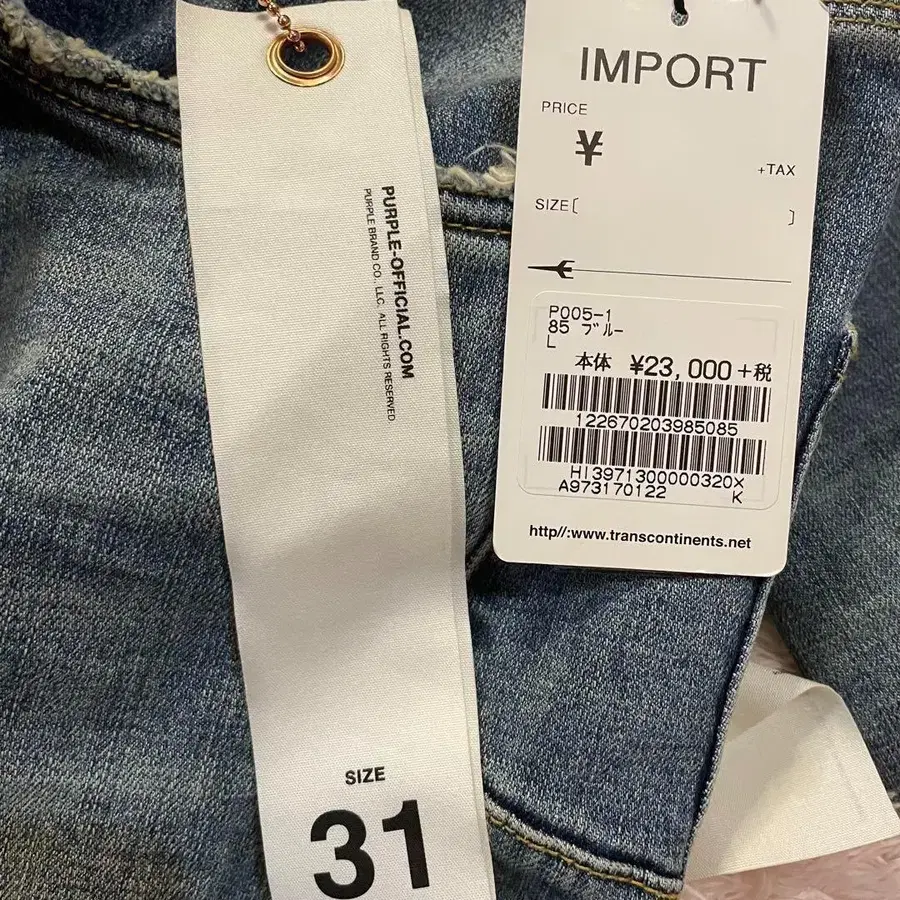 PURPLE-OFFICIAL.COM
PURPLE BRAND CO., LLC. ALL RIGHTS RESERVED
SIZE
31
IMPORT
PRICE
¥
+TAX
SIZE[ ]
P005-1
85 ブルー
L
本体 ¥23,000+税
122670203985085
HI3971300000320X
A973170122 K
http//:www.transcontinents.net